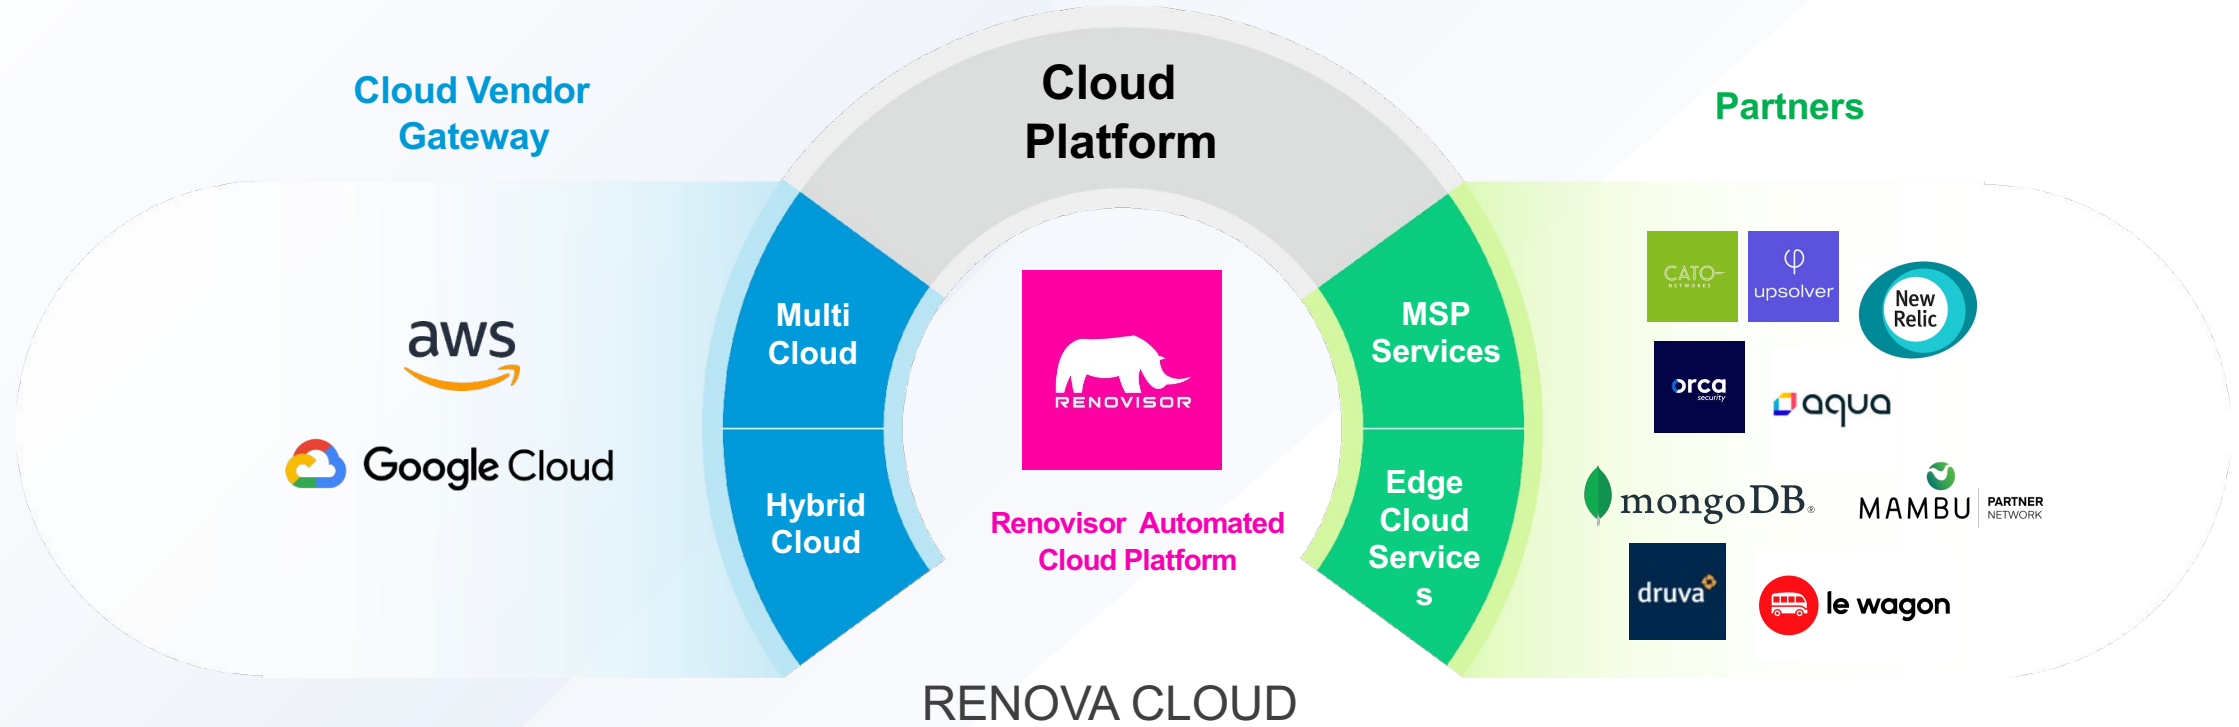 Cloud Vendor
Gateway
aws
Google Cloud
Cloud
Platform
Multi
Cloud
Hybrid
Cloud
RENOVISOR
Renovisor Automated
Cloud Platform
MSP
Services
Edge
Cloud
Service
s
Partners
CATO
NETWORKS
upsolver
New
Relic
orca
security
aqua
mongoDB®
MAMBU
PARTNER
NETWORK
druva
le wagon
RENOVA CLOUD